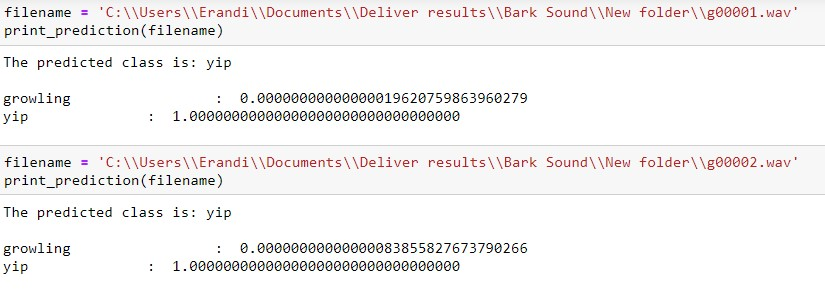 filename = 'C:\\Users\\Erandi\\Documents\\Deliver results\\Bark Sound\\New folder\\g00001.wav'
print_prediction(filename)
The predicted class is: yip
growling : 0.00000000000000019620759863960279
yip : 1.00000000000000000000000000000000
filename = 'C:\\Users\\Erandi\\Documents\\Deliver results\\Bark Sound\\New folder\\g00002.wav'
print_prediction(filename)
The predicted class is: yip
growling : 0.00000000000000083855827673790266
yip : 1.00000000000000000000000000000000